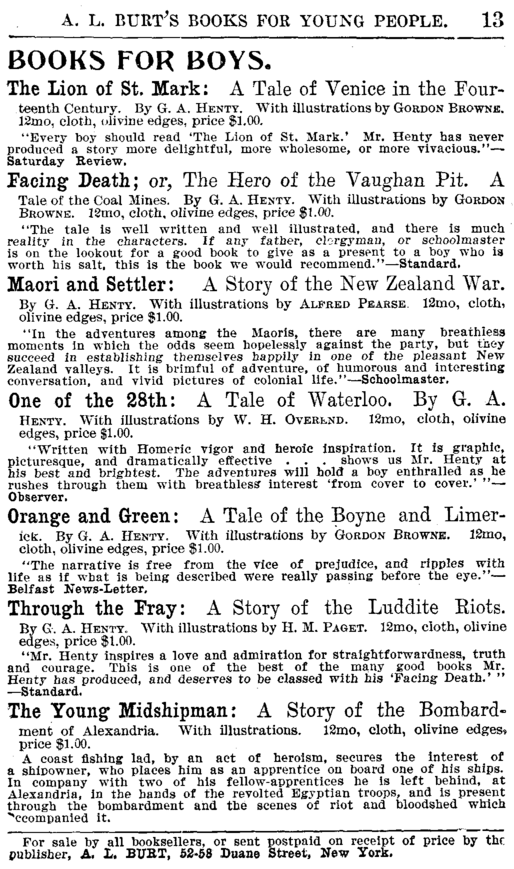 A. L. BURT'S BOOKS FOR YOUNG PEOPLE. 13
BOOKS FOR BOYS.
The Lion of St. Mark: A Tale of Venice in the Four-
teenth Century. By G. A. HENTY. With illustrations by GORDON BROWNE.
12mo, cloth, olivine edges, price $1.00.
"Every boy should read 'The Lion of St. Mark.' Mr. Henty has never
produced a story more delightful, more wholesome, or more vivacious."—
Saturday Review.
Facing Death; or, The Hero of the Vaughan Pit. A
Tale of the Coal Mines. By G. A. HENTY. With illustrations by GORDON
BROWNE. 12mo, cloth, olivine edges, price $1.00.
"The tale is well written and well illustrated, and there is much
reality in the characters. If any father, clergyman, or schoolmaster
is on the lookout for a good book to give as a present to a boy who is
worth his salt, this is the book we would recommend."—Standard.
Maori and Settler: A Story of the New Zealand War.
By G. A. HENTY. With illustrations by ALFRED PEARSE. 12mo, cloth,
olivine edges, price $1.00.
"In the adventures among the Maoris, there are many breathless
moments in which the odds seem hopelessly against the party, but they
succeed in establishing themselves happily in one of the pleasant New
Zealand valleys. It is brimful of adventure, of humorous and interesting
conversation, and vivid pictures of colonial life."—Schoolmaster.
One of the 28th: A Tale of Waterloo. By G. A.
HENTY. With illustrations by W. H. OVEREND. 12mo, cloth, olivine
edges, price $1.00.
"Written with Homeric vigor and heroic inspiration. It is graphic,
picturesque, and dramatically effective . . . shows us Mr. Henty at
his best and brightest. The adventures will hold a boy enthralled as he
rushes through them with breathless interest 'from cover to cover.' "—
Observer.
Orange and Green: A Tale of the Boyne and Limer-
ick. By G. A. HENTY. With illustrations by GORDON BROWNE. 12mo,
cloth, olivine edges, price $1.00.
"The narrative is free from the vice of prejudice, and ripples with
life as if what is being described were really passing before the eye."—
Belfast News-Letter.
Through the Fray: A Story of the Luddite Riots.
By G. A. HENTY. With illustrations by H. M. PAGET. 12mo, cloth, olivine
edges, price $1.00.
"Mr. Henty inspires a love and admiration for straightforwardness, truth
and courage. This is one of the best of the many good books Mr.
Henty has produced, and deserves to be classed with his 'Facing Death.' "
—Standard.
The Young Midshipman: A Story of the Bombard-
ment of Alexandria. With illustrations. 12mo, cloth, olivine edges,
price $1.00.
A coast fishing lad, by an act of heroism, secures the interest of
a shipowner, who places him as an apprentice on board one of his ships.
In company with two of his fellow-apprentices he is left behind, at
Alexandria, in the hands of the revolted Egyptian troops, and is present
through the bombardment and the scenes of riot and bloodshed which
accompanied it.
For sale by all booksellers, or sent postpaid on receipt of price by the
publisher, A. L. BURT, 52-58 Duane Street, New York.